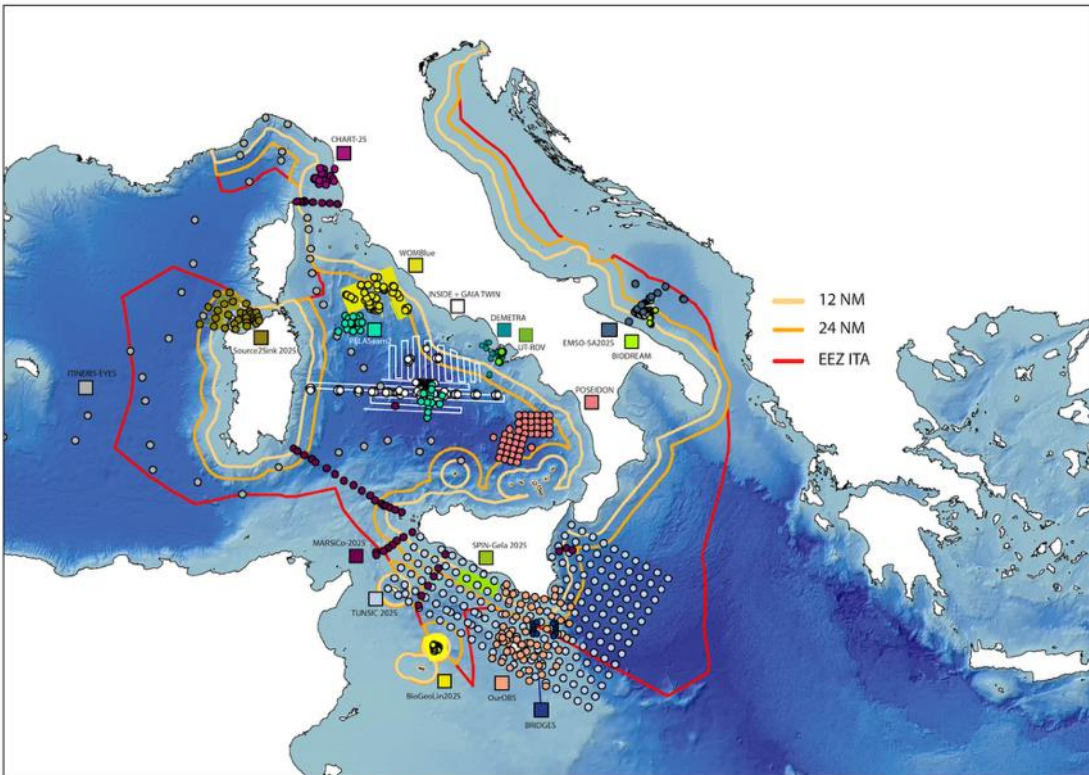 CHART-25
WOMBlue
INSIDE + GAIA TWIN
12 NM
24 NM
EEZ ITA
DEMETRA
UT-RDV
EMSO-SA2025
BIODREAM
PELASeam2
Source2Sink 2025
ITINERIS-EYES
POSEIDON
MARSiCo-2025
SPIN-Gela 2025
TUNSIC 2025
BioGeoLin2025
OurOBS
BRIDGES